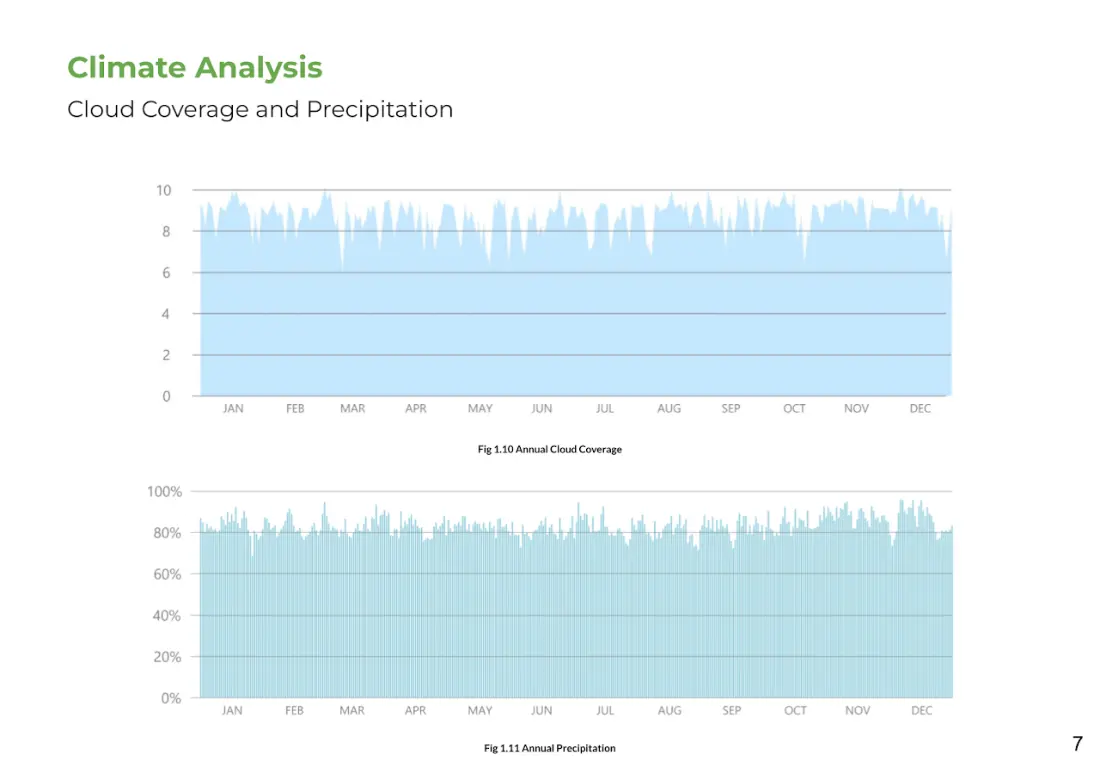 Climate Analysis
Cloud Coverage and Precipitation
10
8
6
4
2
0
JAN FEB MAR APR MAY JUN JUL AUG SEP OCT NOV DEC
Fig 1.10 Annual Cloud Coverage
100%
80%
60%
40%
20%
0%
JAN FEB MAR APR MAY JUN JUL AUG SEP OCT NOV DEC
Fig 1.11 Annual Precipitation
7